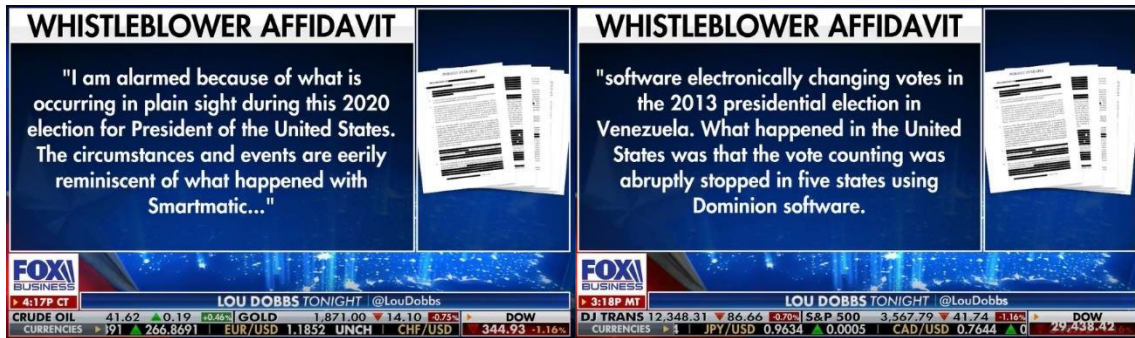 WHISTLEBLOWER AFFIDAVIT
"I am alarmed because of what is
occurring in plain sight during this 2020
election for President of the United States.
The circumstances and events are eerily
reminiscent of what happened with
Smartmatic..."
FOX
BUSINESS
4:17P CT
LOU DOBBS TONIGHT | @LouDobbs
CRUDE OIL 41.62 ▲ 0.19 +0.46% GOLD 1,871.00 ▼ 14.10 -0.75% DOW
CURRENCIES ▲ 266.8691 EUR/USD 1.1852 UNCH CHF/USD 344.93 -1.16%
WHISTLEBLOWER AFFIDAVIT
"software electronically changing votes in
the 2013 presidential election in
Venezuela. What happened in the United
States was that the vote counting was
abruptly stopped in five states using
Dominion software.
FOX
BUSINESS
3:18P MT
LOU DOBBS TONIGHT | @LouDobbs
DJ TRANS 12,348.31 ▼ 86.66 -0.70% S&P 500 3,567.79 ▼ 41.74 -1.16% DOW
CURRENCIES JPY/USD 0.9634 ▲ 0.0005 CAD/USD 0.7644 ▲ 29,438.42